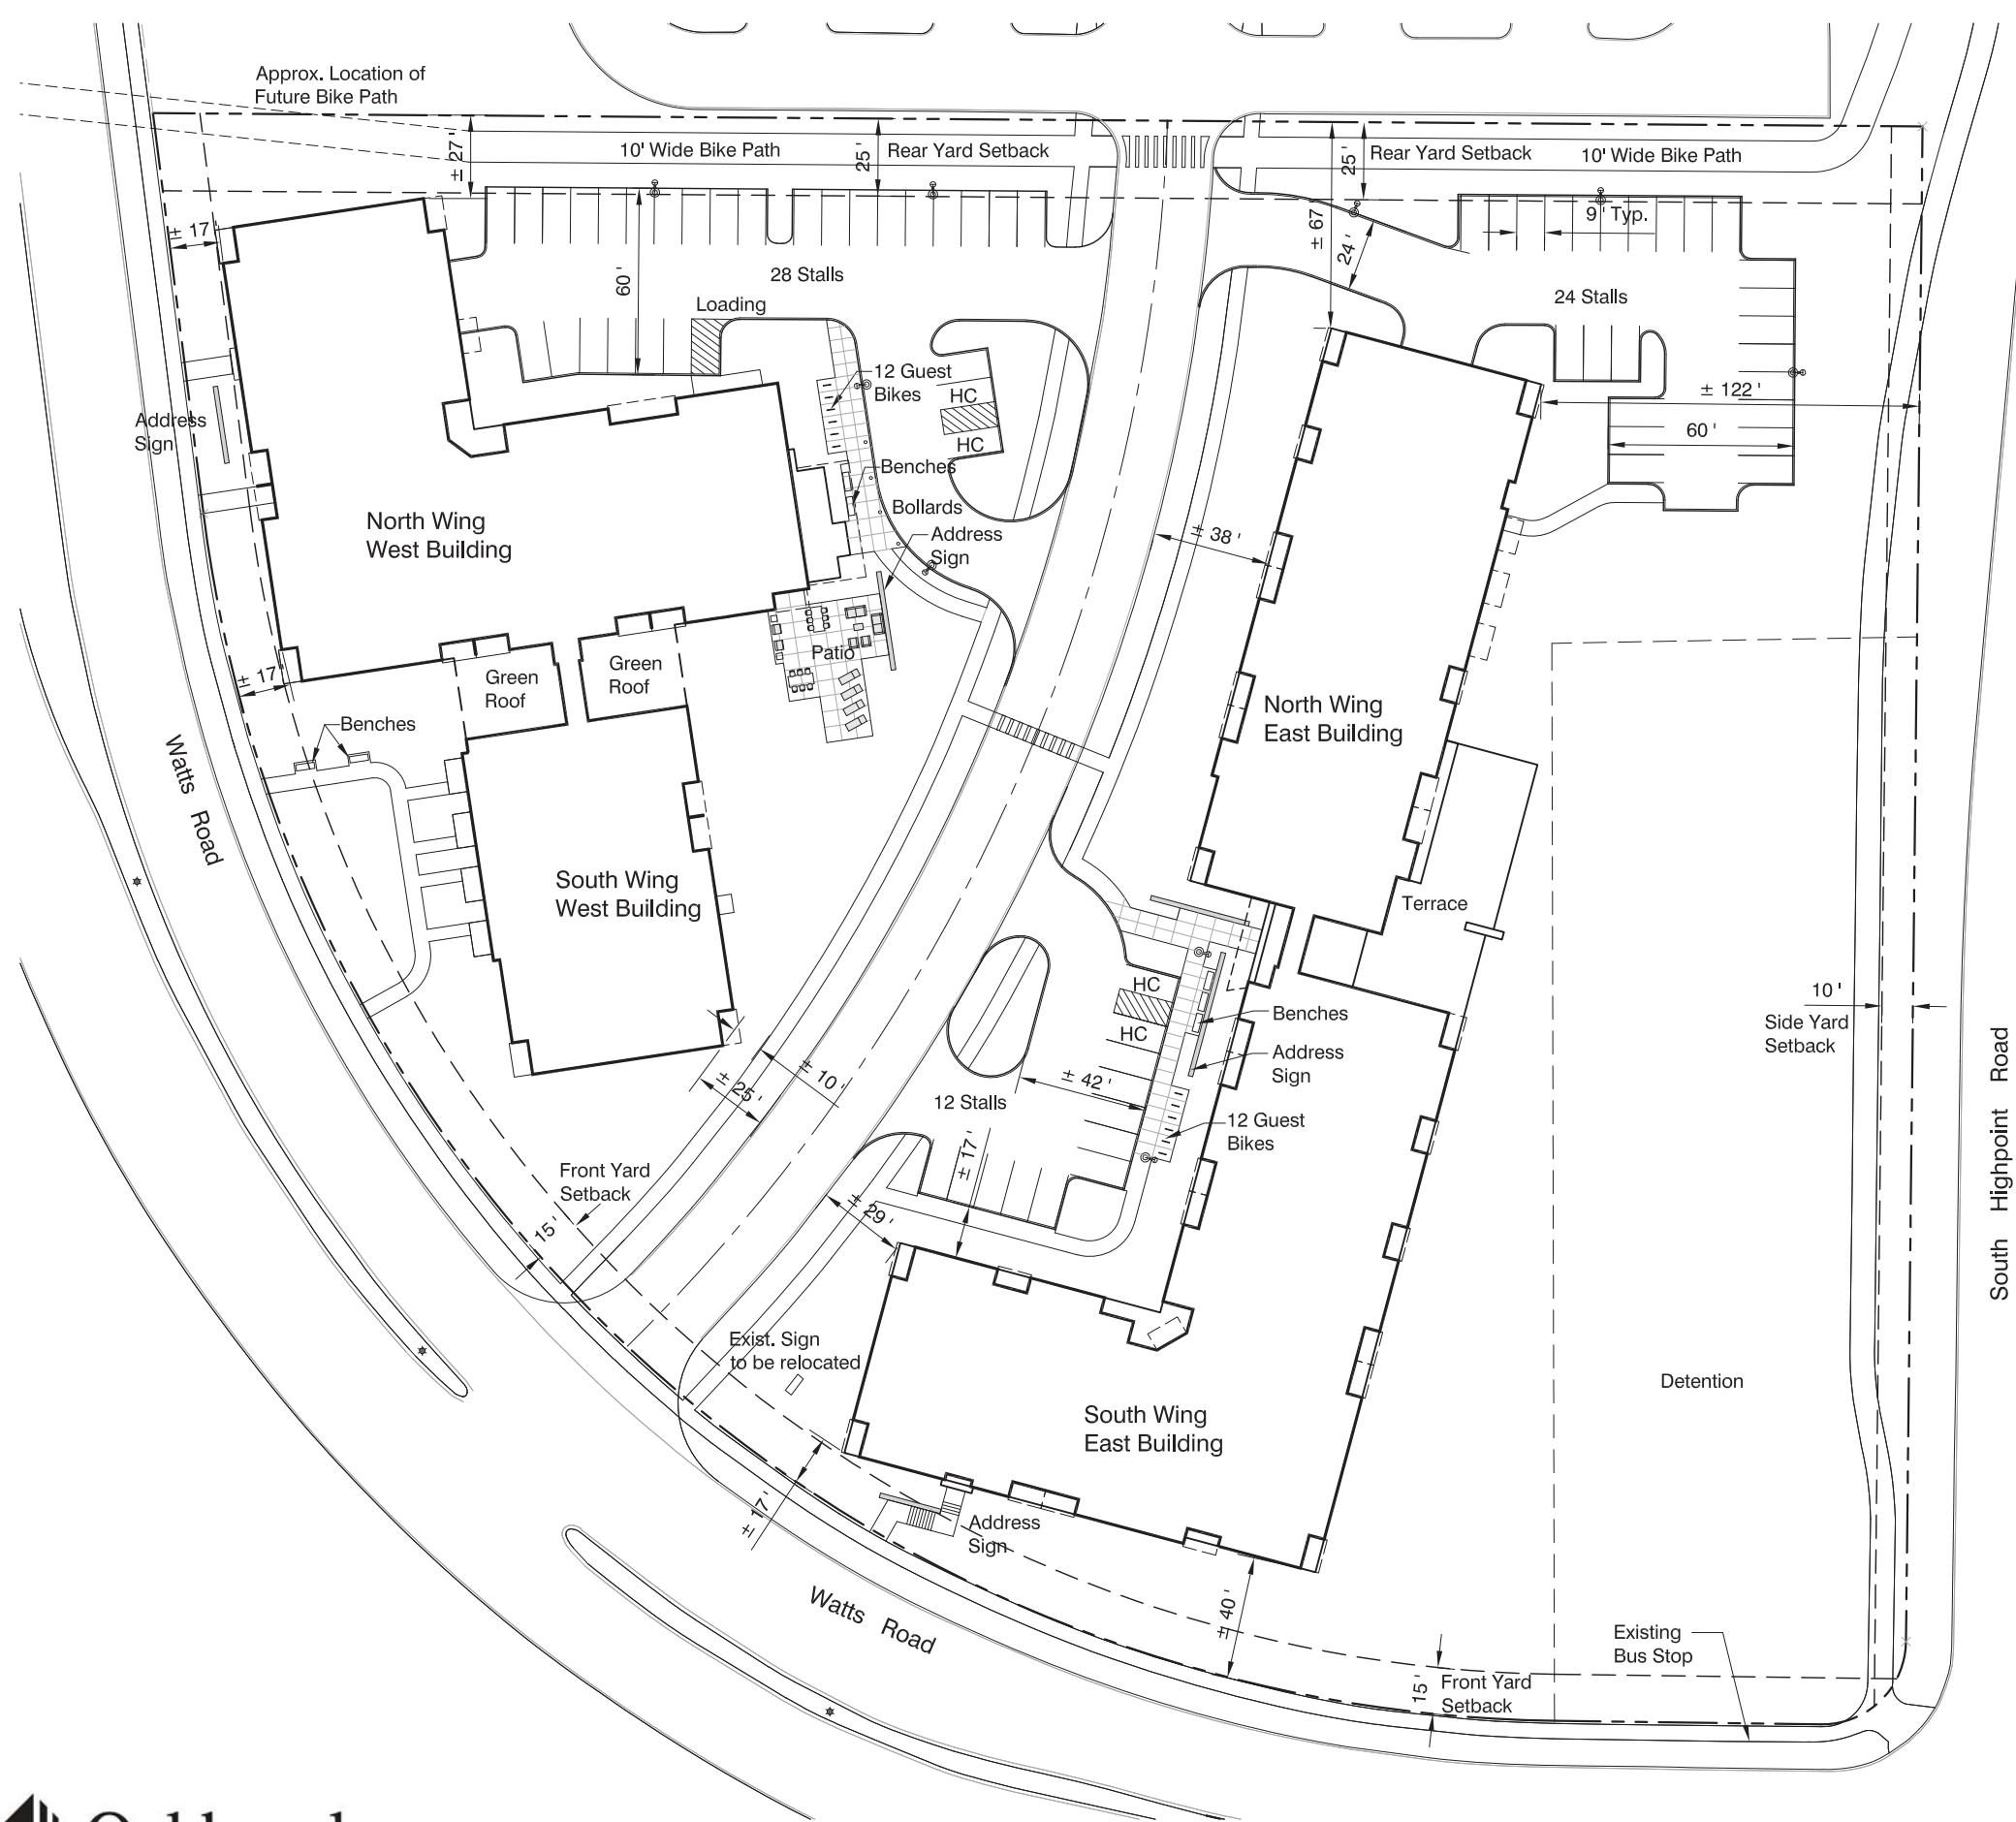 Approx. Location of
Future Bike Path
± 27'
10' Wide Bike Path
25'
Rear Yard Setback
25'
Rear Yard Setback
10' Wide Bike Path
± 17'
± 67'
24'
9' Typ.
60'
28 Stalls
24 Stalls
Loading
12 Guest
Bikes
HC
HC
± 122'
60'
Address
Sign
Benches
Bollards
North Wing
West Building
Address
Sign
± 38'
Patio
Green
Roof
Green
Roof
± 17'
Benches
North Wing
East Building
Watts Road
South Wing
West Building
Terrace
HC
HC
Benches
Address
Sign
10'
Side Yard
Setback
South Highpoint Road
± 10'
± 25'
± 42'
12 Stalls
12 Guest
Bikes
± 17'
Front Yard
Setback
15'
± 29'
Exist. Sign
to be relocated
Detention
South Wing
East Building
± 17'
Address
Sign
Watts Road
± 40'
Existing
Bus Stop
15'
Front Yard
Setback